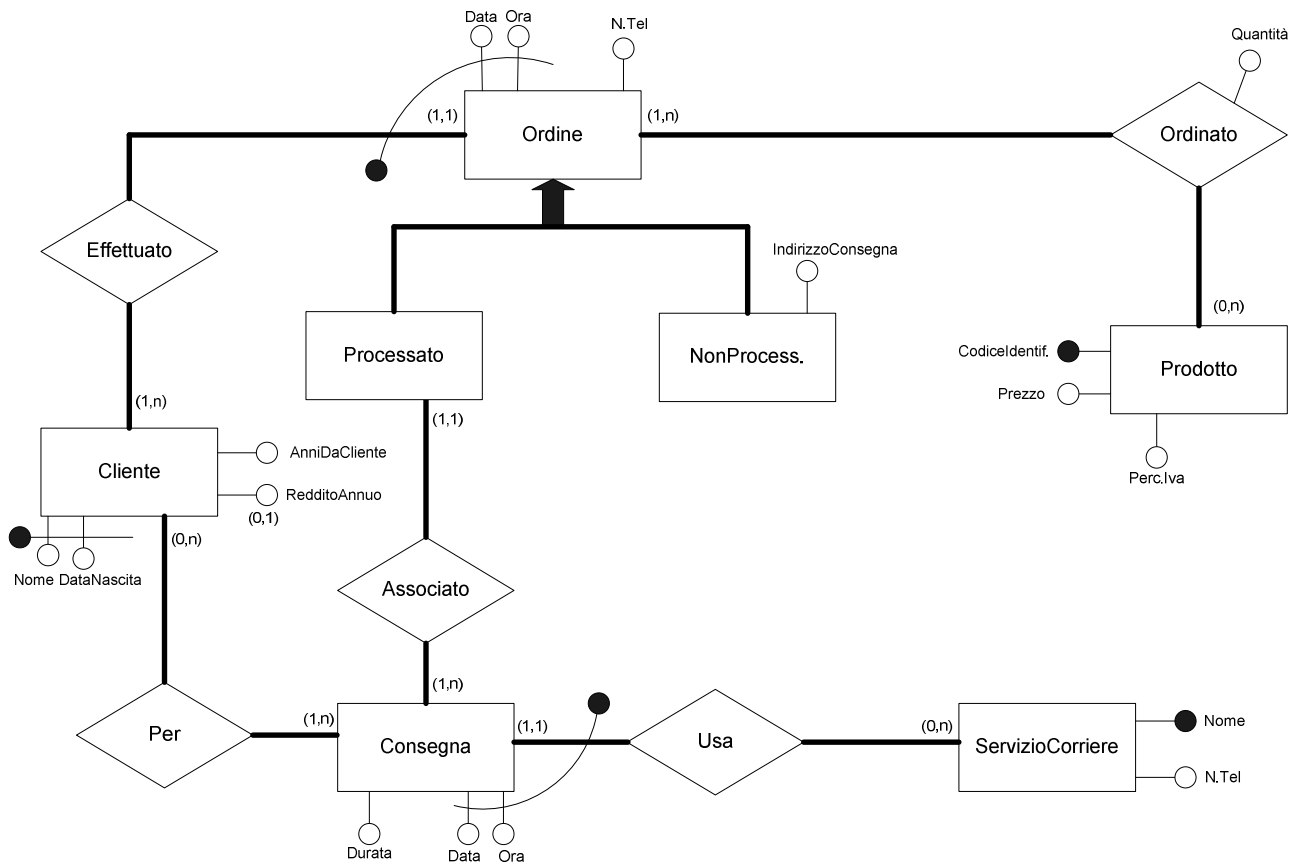 Data
Ora
N.Tel
Quantità
(1,1)
Ordine
(1,n)
Ordinato
Effettuato
IndirizzoConsegna
(0,n)
Processato
NonProcess.
CodiceIdentif.
Prodotto
Prezzo
(1,n)
(1,1)
AnniDaCliente
Cliente
Perc.Iva
RedditoAnnuo
(0,1)
(0,n)
Nome DataNascita
Associato
(1,n)
(1,n)
(1,1)
(0,n)
Nome
Per
Consegna
Usa
ServizioCorriere
N.Tel
Durata
Data
Ora